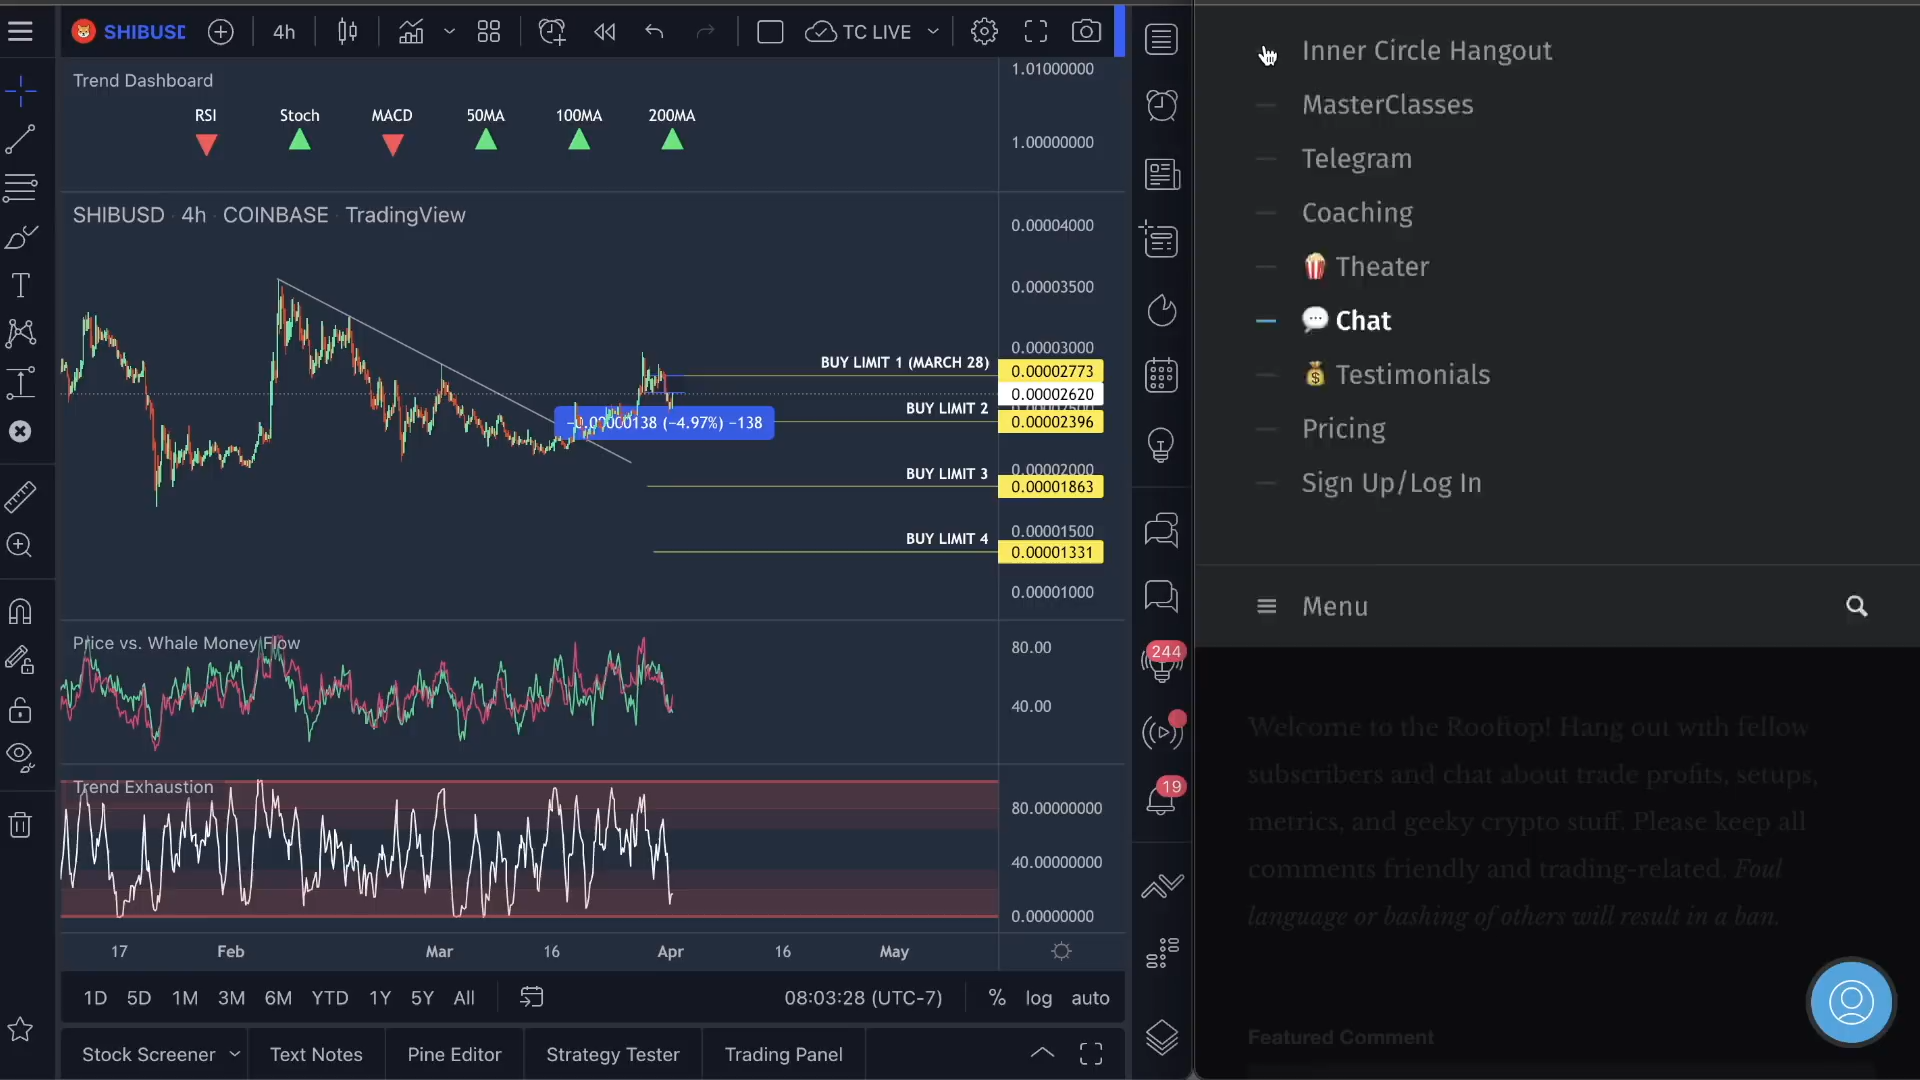 SHIBUSD
4h
TC LIVE
Trend Dashboard
RSI
Stoch
MACD
50MA
100MA
200MA
1.01000000
1.00000000
SHIBUSD · 4h · COINBASE · TradingView
0.00004000
0.00003500
0.00003000
BUY LIMIT 1 (MARCH 28)
0.00002773
0.00002620
BUY LIMIT 2
0.00002396
−0.00000138 (−4.97%) −138
BUY LIMIT 3
0.00002000
0.00001863
BUY LIMIT 4
0.00001500
0.00001331
0.00001000
Price vs. Whale Money Flow
80.00
40.00
Trend Exhaustion
80.00000000
40.00000000
0.00000000
17
Feb
Mar
16
Apr
16
May
1D
5D
1M
3M
6M
YTD
1Y
5Y
All
08:03:28 (UTC-7)
%
log
auto
Stock Screener
Text Notes
Pine Editor
Strategy Tester
Trading Panel
244
19
Inner Circle Hangout
MasterClasses
Telegram
Coaching
🍿 Theater
💬 Chat
💰 Testimonials
Pricing
Sign Up/Log In
Menu
Welcome to the Rooftop! Hang out with fellow
subscribers and chat about trade profits, setups,
metrics, and geeky crypto stuff. Please keep all
comments friendly and trading-related. Foul
language or bashing of others will result in a ban.
Featured Comment